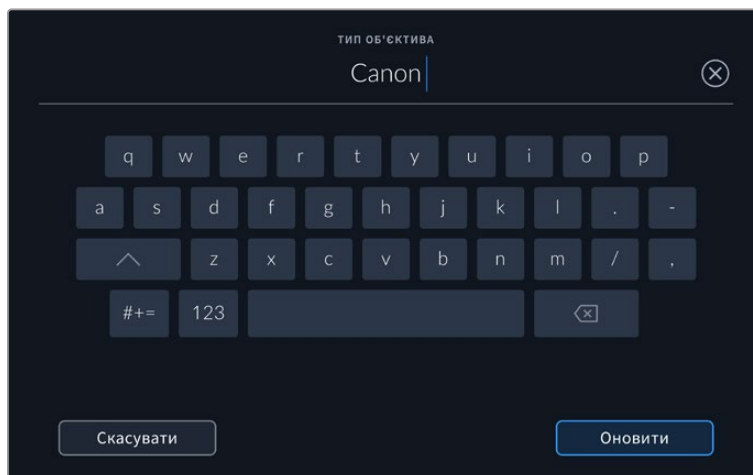 ТИП ОБ'ЄКТИВА
Canon
q w e r t y u i o p
a s d f g h j k l . -
z x c v b n m / ,
#+= 123
Скасувати Оновити